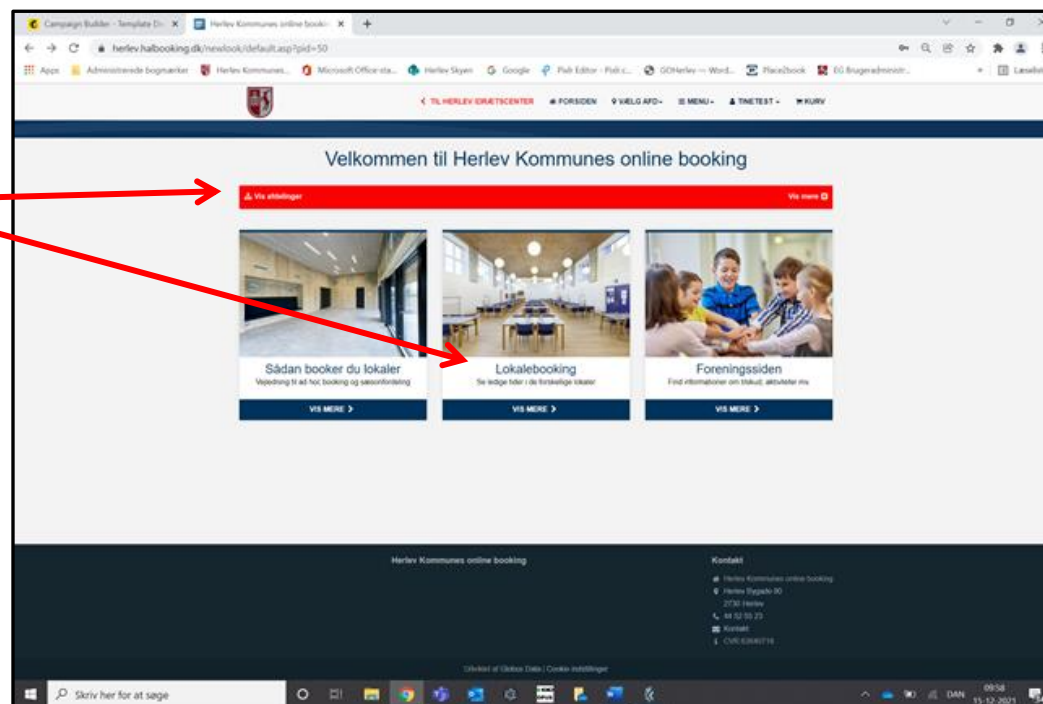 Campaign Builder - Template D
Herlev Kommunes online booki
herlev.halbooking.dk/newlook/default.asp?pid=50
Apps
Administrerede bogmærker
Herlev Kommunes...
Microsoft Office-sta...
Herlev Skyen
Google
Pixlr Editor - Pixlr.c...
GOHerlev — Word...
Place2book
EG Brugeradministr...
Læselist
TIL HERLEV IDRÆTSCENTER
FORSIDEN
VÆLG AFD
MENU
TINETEST
KURV
Velkommen til Herlev Kommunes online booking
Vis afdelinger
Vis mere
Sådan booker du lokaler
Vejledning til ad hoc booking og sæsonfordeling
VIS MERE >
Lokalebooking
Se ledige tider i de forskellige lokaler
VIS MERE >
Foreningssiden
Find informationer om tilskud, aktiviteter mv.
VIS MERE >
Herlev Kommunes online booking
Kontakt
Herlev Kommunes online booking
Herlev Bygade 90
2730 Herlev
44 52 55 23
Kontakt
Udviklet af Globus Data | Cookie indstillinger
Skriv her for at søge
DAN
09:58
15-12-2021